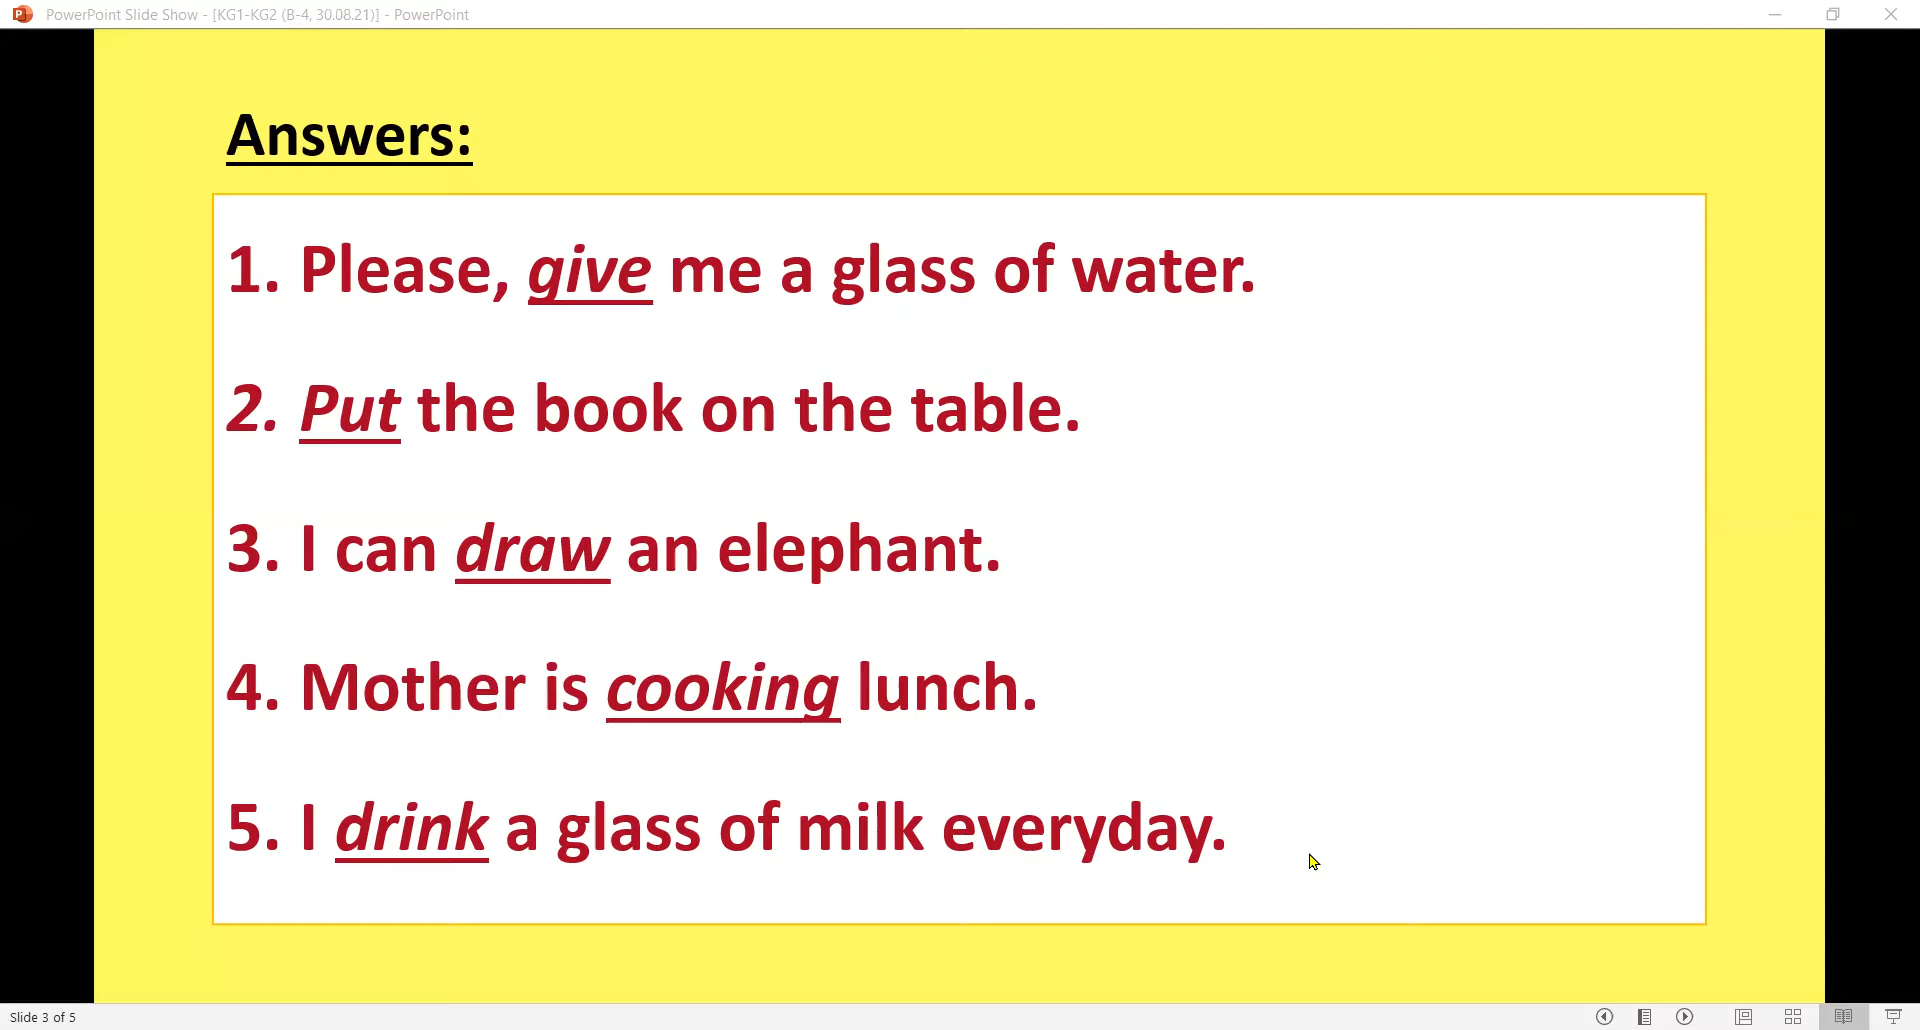 PowerPoint Slide Show - [KG1-KG2 (B-4, 30.08.21)] - PowerPoint
Answers:
1. Please, give me a glass of water.
2. Put the book on the table.
3. I can draw an elephant.
4. Mother is cooking lunch.
5. I drink a glass of milk everyday.
Slide 3 of 5